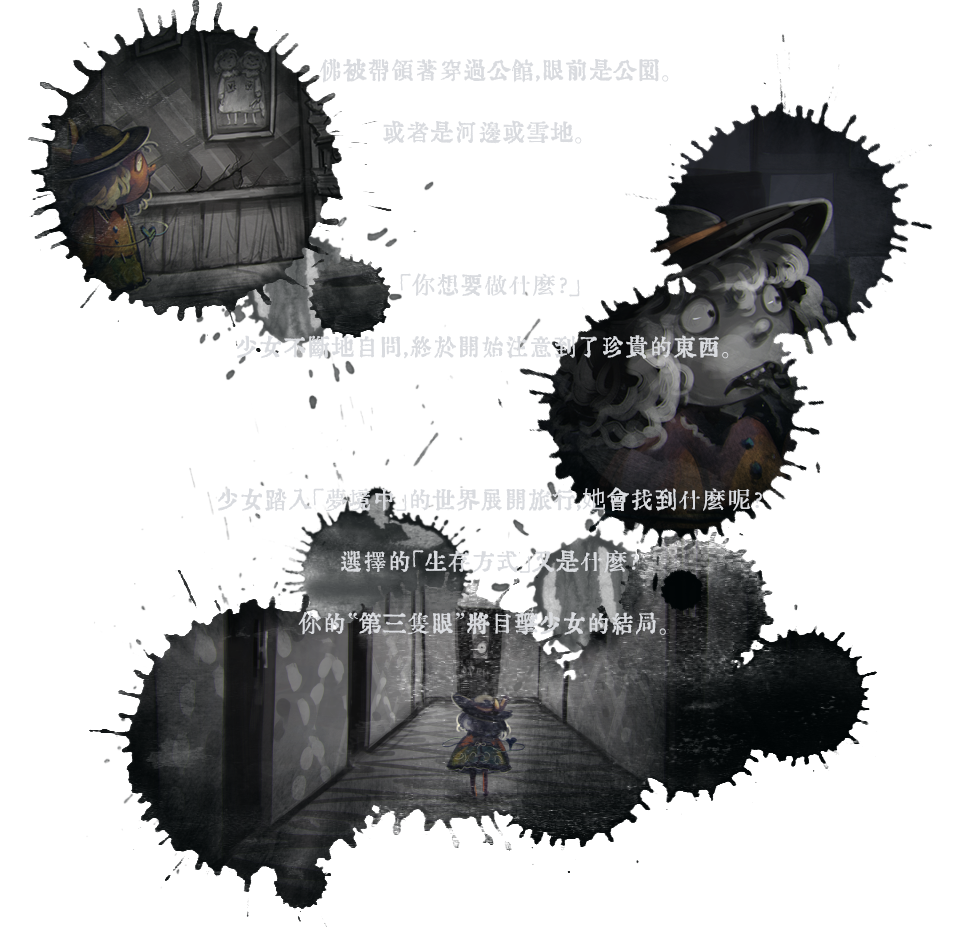 佛被帶領著穿過公館,眼前是公園。
或者是河邊或雪地。
「你想要做什麼?」
少女不斷地自問,終於開始注意到了珍貴的東西。
少女踏入「夢境中」的世界展開旅行,她會找到什麼呢?
選擇的「生存方式」又是什麼?
你的“第三隻眼”將目擊少女的結局。